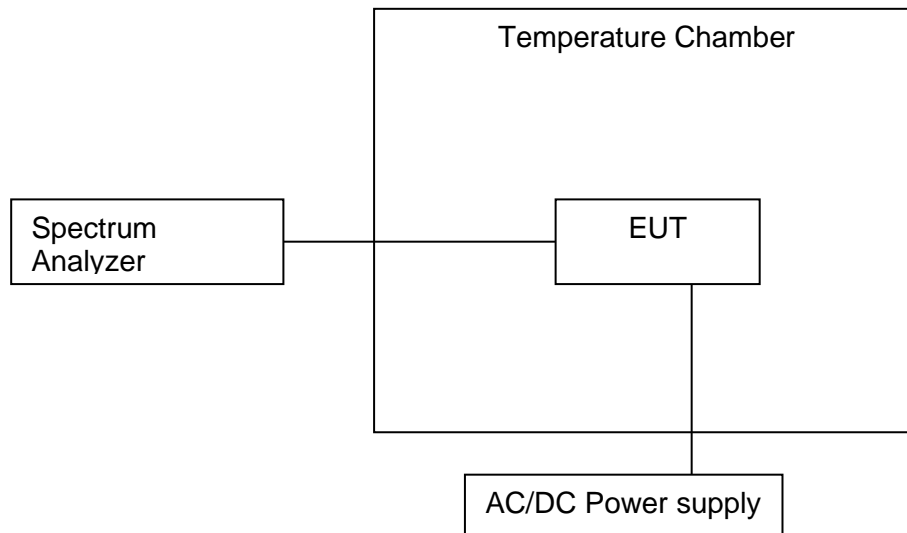 Temperature Chamber
Spectrum
Analyzer
EUT
AC/DC Power supply